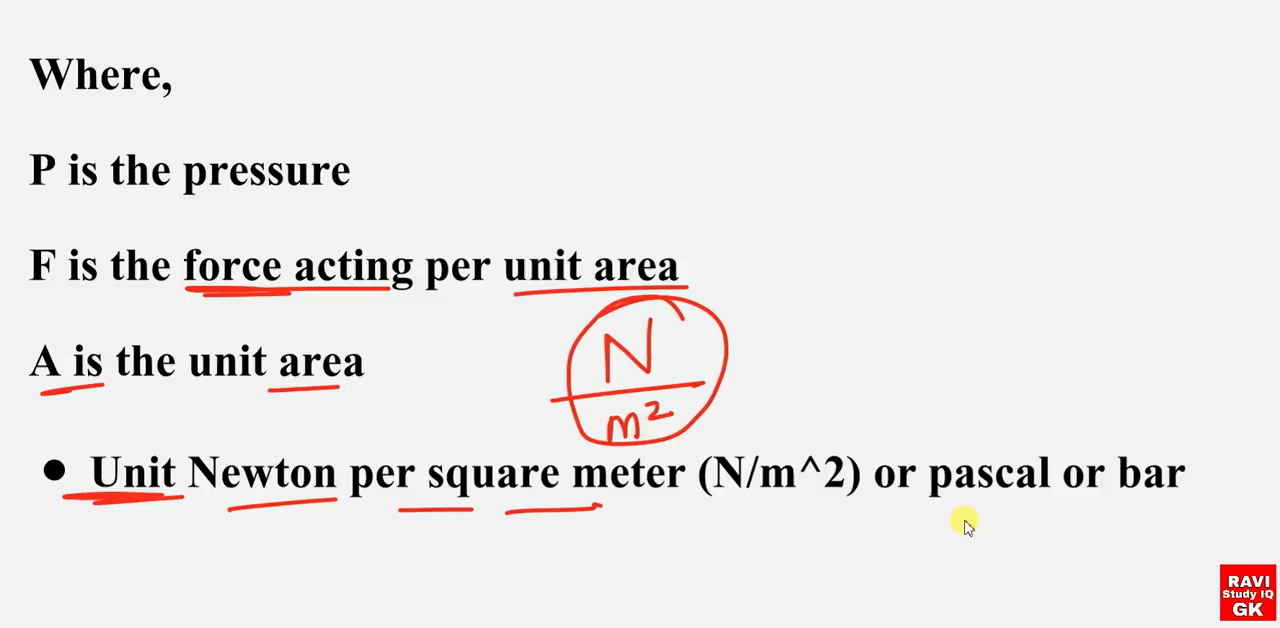 Where,
P is the pressure
F is the force acting per unit area
A is the unit area
N
m²
• Unit Newton per square meter (N/m^2) or pascal or bar
RAVI
Study IQ
GK